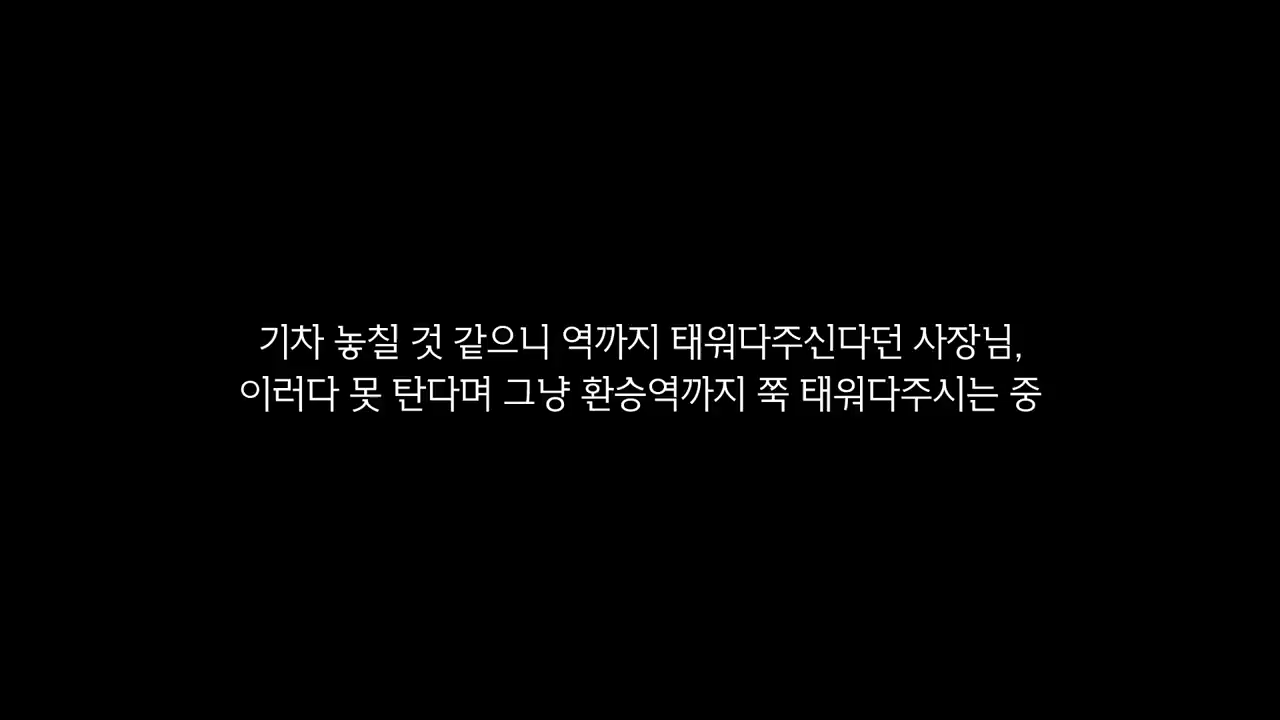 기차 놓칠 것 같으니 역까지 태워다주신다던 사장님,
이러다 못 탄다며 그냥 환승역까지 쭉 태워다주시는 중